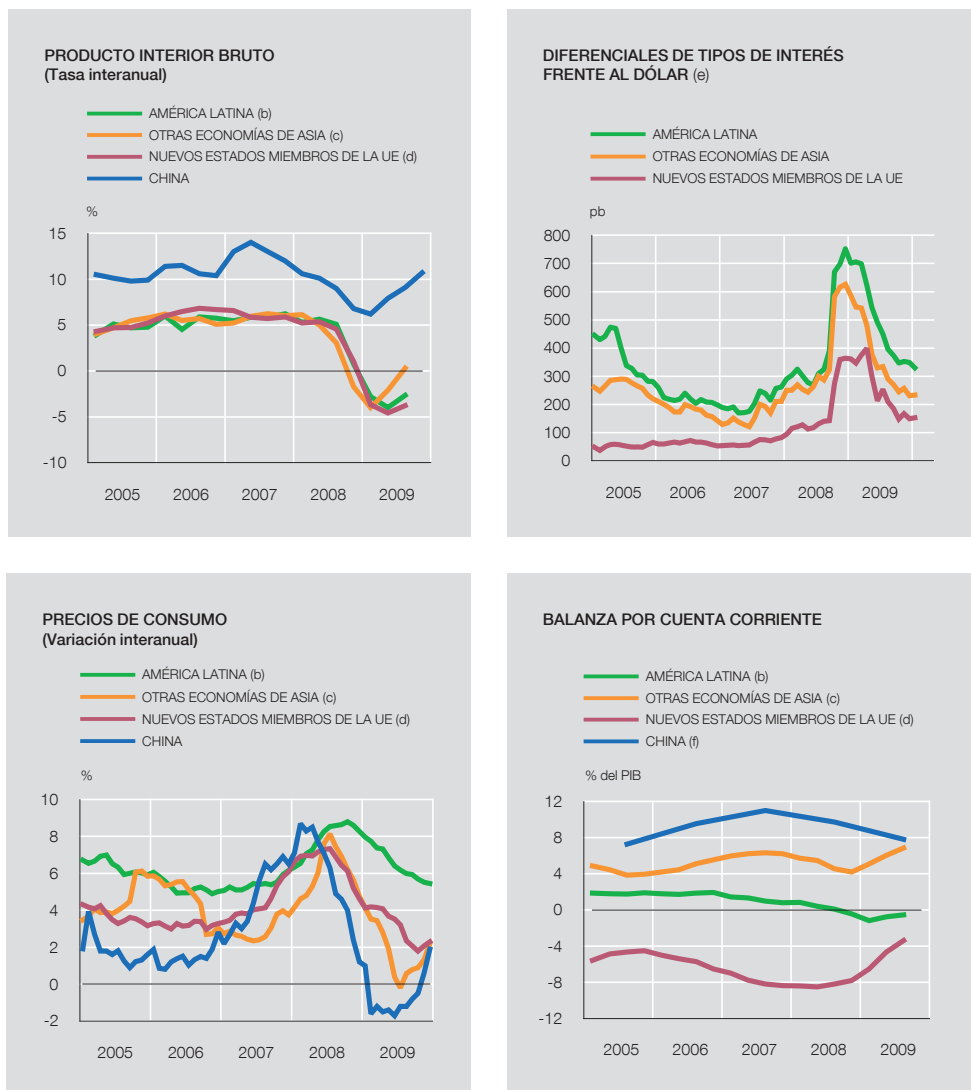 PRODUCTO INTERIOR BRUTO
(Tasa interanual)
AMÉRICA LATINA (b)
OTRAS ECONOMÍAS DE ASIA (c)
NUEVOS ESTADOS MIEMBROS DE LA UE (d)
CHINA
%
15
10
5
0
-5
-10
2005 2006 2007 2008 2009
DIFERENCIALES DE TIPOS DE INTERÉS
FRENTE AL DÓLAR (e)
AMÉRICA LATINA
OTRAS ECONOMÍAS DE ASIA
NUEVOS ESTADOS MIEMBROS DE LA UE
pb
800
700
600
500
400
300
200
100
0
2005 2006 2007 2008 2009
PRECIOS DE CONSUMO
(Variación interanual)
AMÉRICA LATINA (b)
OTRAS ECONOMÍAS DE ASIA (c)
NUEVOS ESTADOS MIEMBROS DE LA UE (d)
CHINA
%
10
8
6
4
2
0
-2
2005 2006 2007 2008 2009
BALANZA POR CUENTA CORRIENTE
AMÉRICA LATINA (b)
OTRAS ECONOMÍAS DE ASIA (c)
NUEVOS ESTADOS MIEMBROS DE LA UE (d)
CHINA (f)
% del PIB
12
8
4
0
-4
-8
-12
2005 2006 2007 2008 2009